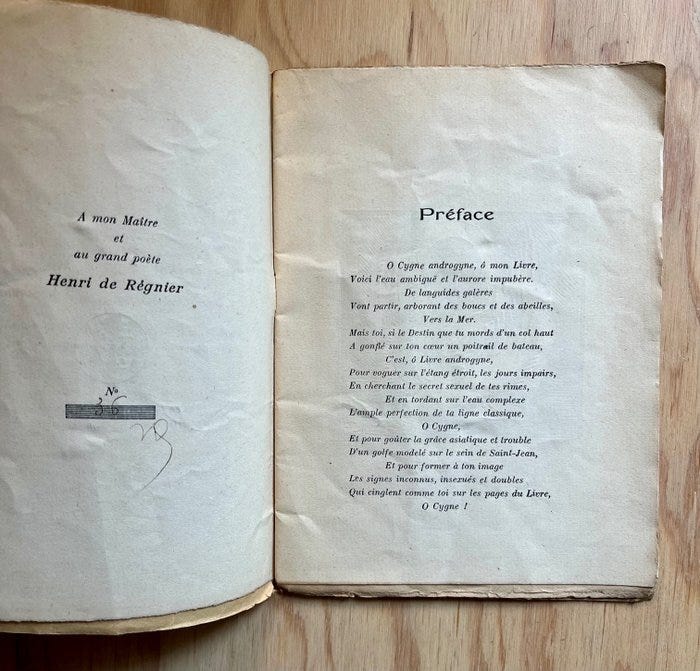 A mon Maître
et
au grand poète
Henri de Régnier
No
36
Préface
O Cygne androgyne, ô mon Livre,
Voici l'eau ambiguë et l'aurore impubère.
De languides galères
Vont partir, arborant des boucs et des abeilles,
Vers la Mer.
Mais toi, si le Destin que tu mords d'un col haut
A gonflé sur ton cœur un poitrail de bateau,
C'est, ô Livre androgyne,
Pour voguer sur l'étang étroit, les jours impairs,
En cherchant le secret sexuel de tes rimes,
Et en tordant sur l'eau complexe
L'ample perfection de ta ligne classique,
O Cygne,
Et pour goûter la grâce asiatique et trouble
D'un golfe modelé sur le sein de Saint-Jean,
Et pour former à ton image
Les signes inconnus, insexués et doubles
Qui cinglent comme toi sur les pages du Livre,
O Cygne !